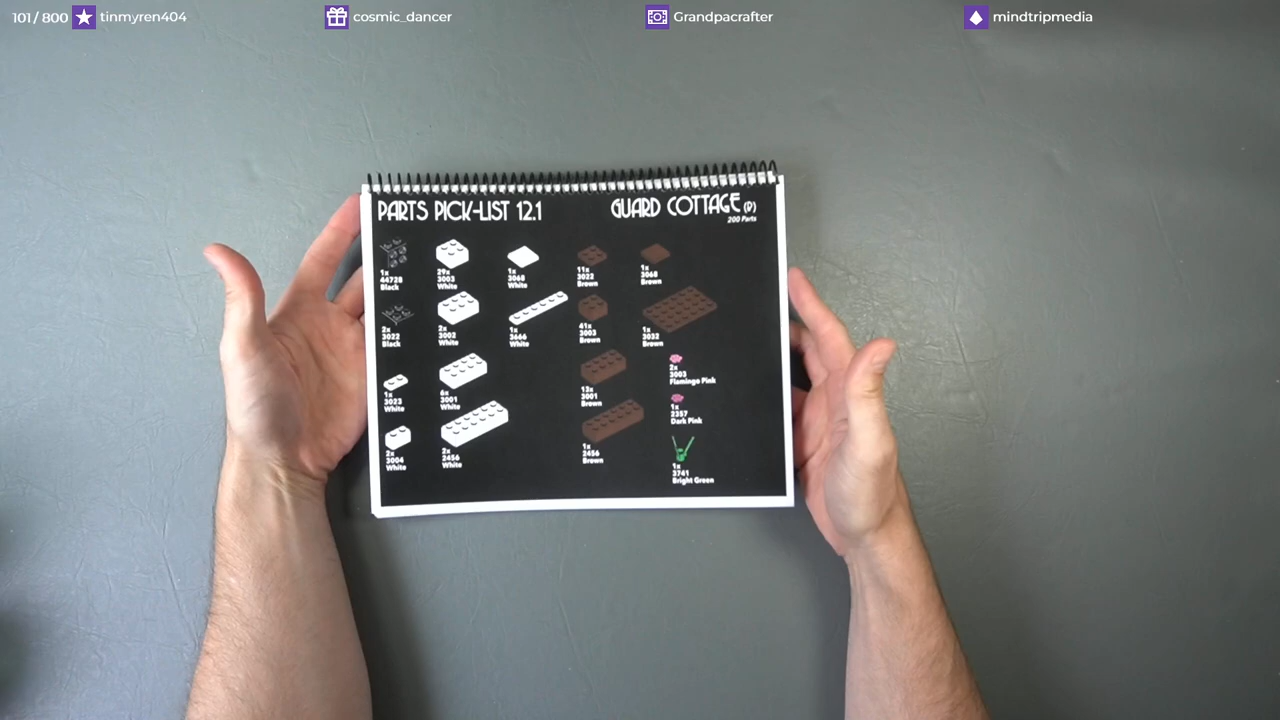 101 / 800 tinmyren404 cosmic_dancer Grandpacrafter mindtripmedia
PARTS PICK-LIST 12.1
GUARD COTTAGE (P)
200 Parts
1x
44728
Black
29x
3003
White
1x
3068
White
11x
3022
Brown
1x
3068
Brown
2x
3022
Black
2x
3002
White
1x
3666
White
41x
3003
Brown
1x
3032
Brown
1x
3023
White
6x
3001
White
13x
3001
Brown
2x
3003
Flamingo Pink
1x
2357
Dark Pink
2x
3004
White
2x
2456
White
1x
2456
Brown
1x
3741
Bright Green